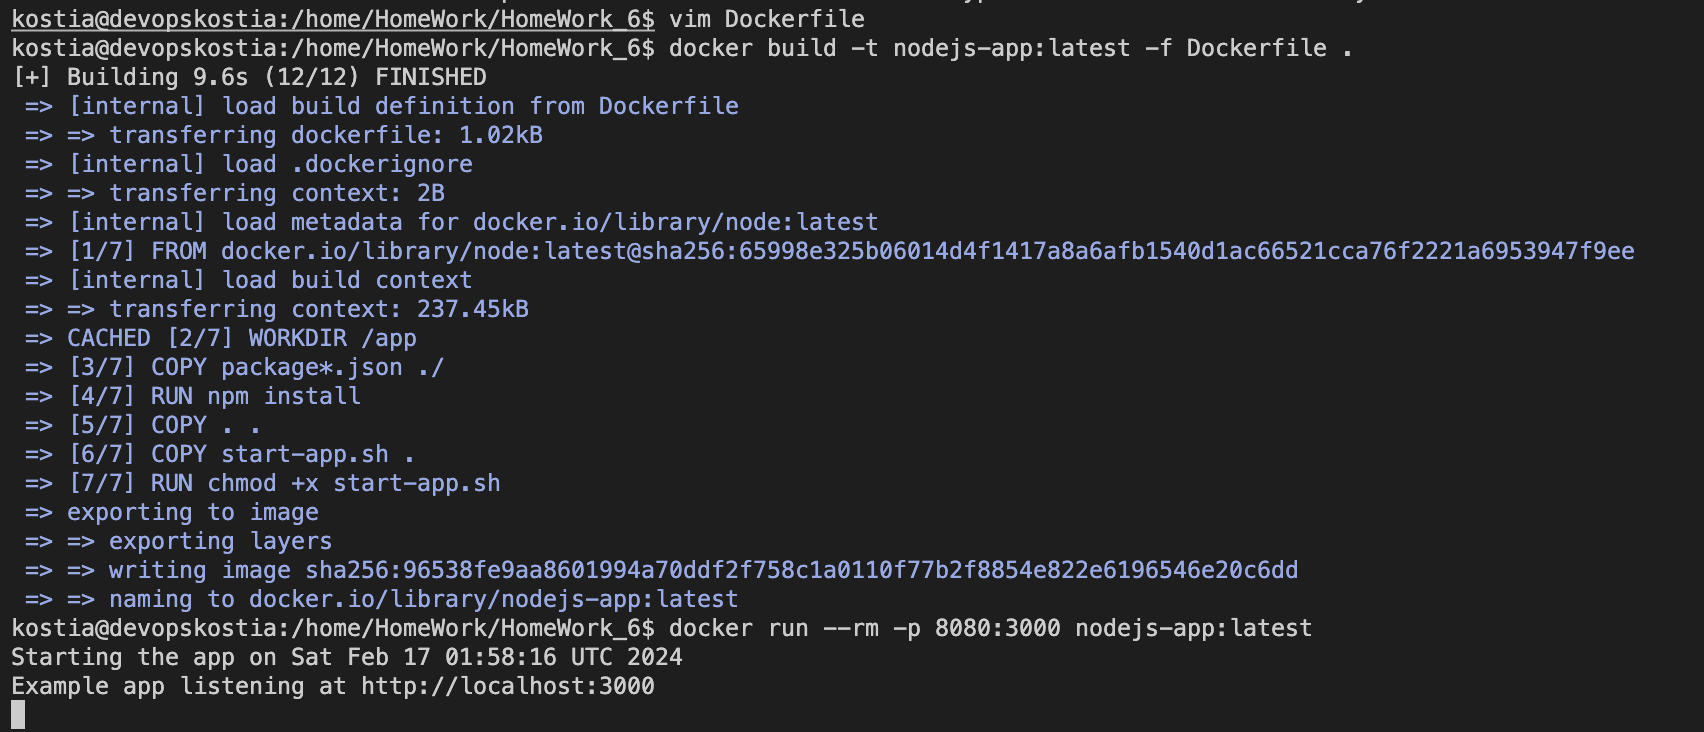 kostia@devopskostia:/home/HomeWork/HomeWork_6$ vim Dockerfile
kostia@devopskostia:/home/HomeWork/HomeWork_6$ docker build -t nodejs-app:latest -f Dockerfile .
[+] Building 9.6s (12/12) FINISHED
=> [internal] load build definition from Dockerfile
=> => transferring dockerfile: 1.02kB
=> [internal] load .dockerignore
=> => transferring context: 2B
=> [internal] load metadata for docker.io/library/node:latest
=> [1/7] FROM docker.io/library/node:latest@sha256:65998e325b06014d4f1417a8a6afb1540d1ac66521cca76f2221a6953947f9ee
=> [internal] load build context
=> => transferring context: 237.45kB
=> CACHED [2/7] WORKDIR /app
=> [3/7] COPY package*.json ./
=> [4/7] RUN npm install
=> [5/7] COPY . .
=> [6/7] COPY start-app.sh .
=> [7/7] RUN chmod +x start-app.sh
=> exporting to image
=> => exporting layers
=> => writing image sha256:96538fe9aa8601994a70ddf2f758c1a0110f77b2f8854e822e6196546e20c6dd
=> => naming to docker.io/library/nodejs-app:latest
kostia@devopskostia:/home/HomeWork/HomeWork_6$ docker run --rm -p 8080:3000 nodejs-app:latest
Starting the app on Sat Feb 17 01:58:16 UTC 2024
Example app listening at http://localhost:3000